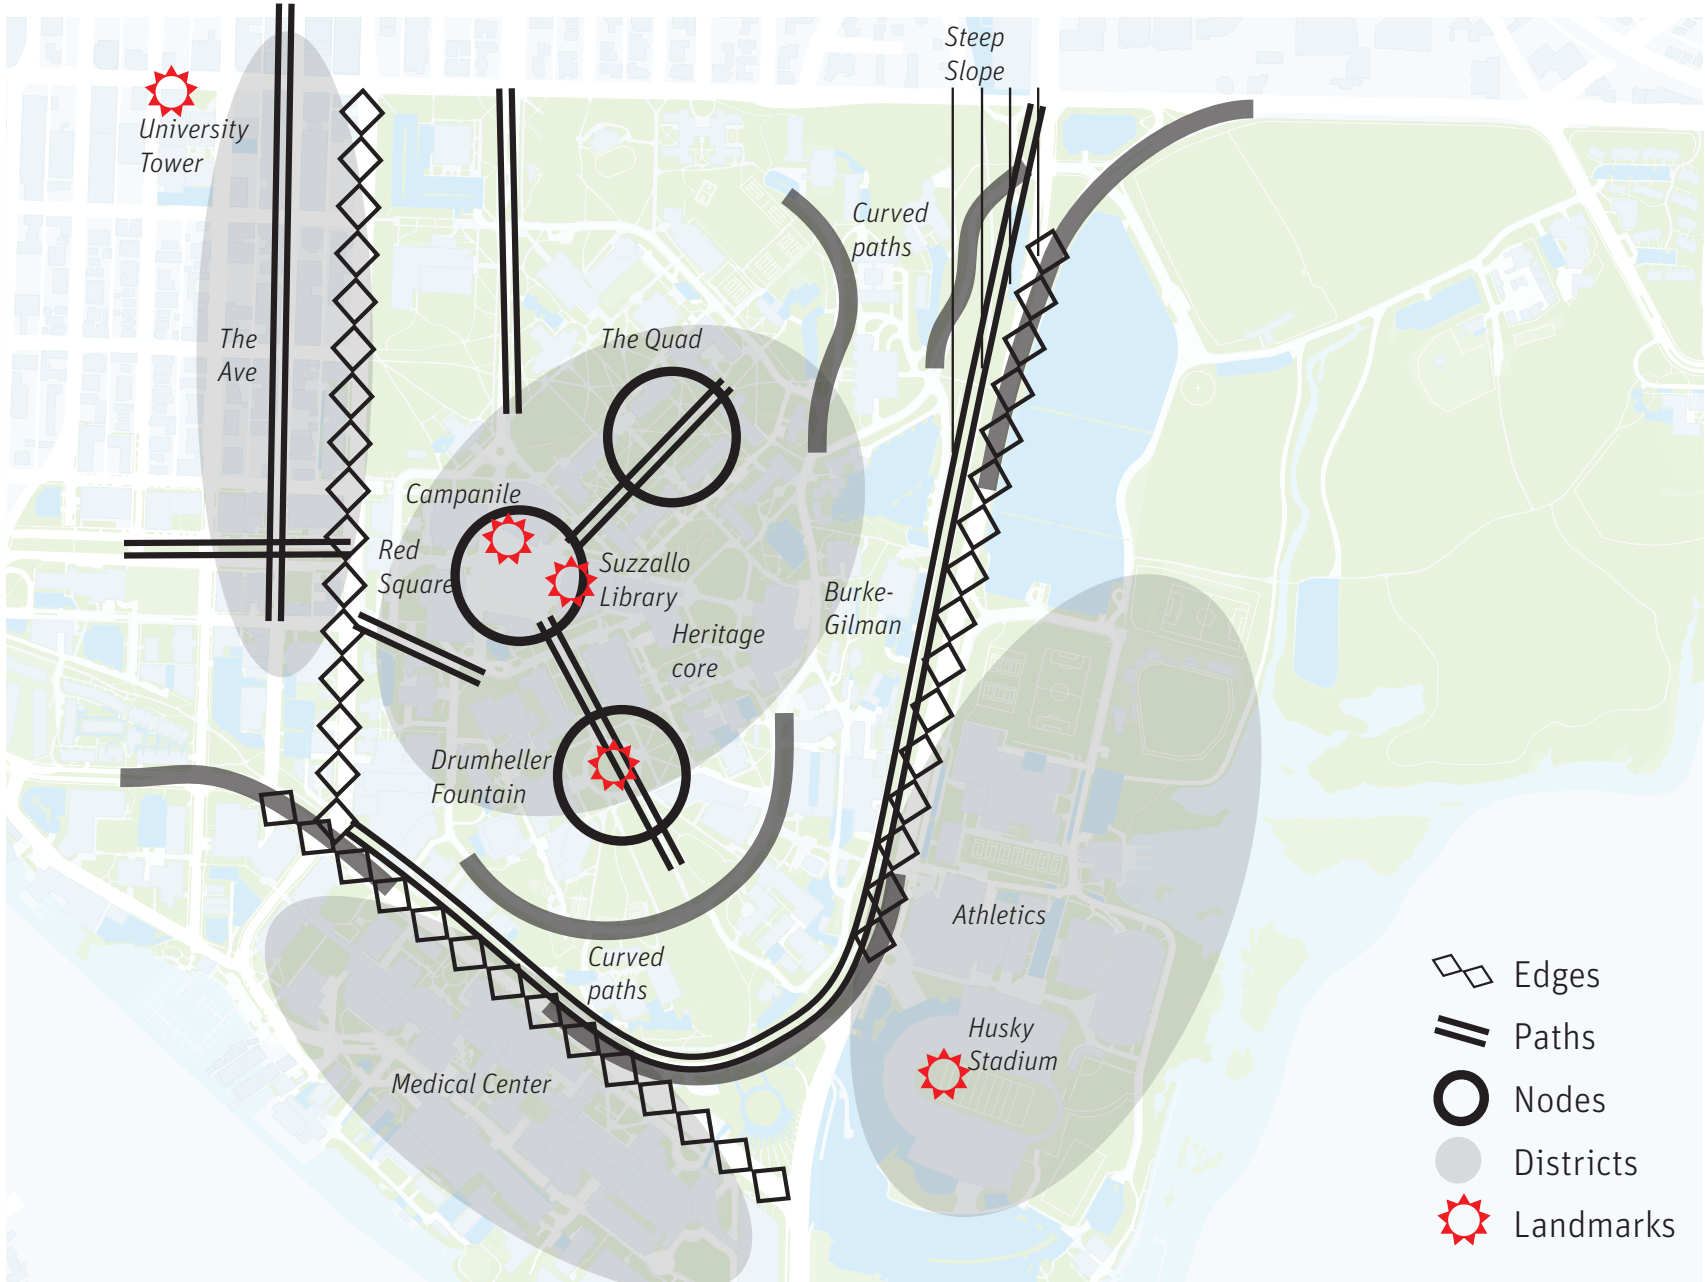 Steep
Slope
University
Tower
Curved
paths
The
Ave
The Quad
Campanile
Red
Square
Suzzallo
Library
Burke-
Gilman
Heritage
core
Drumheller
Fountain
Athletics
Curved
paths
Husky
Stadium
Medical Center
Edges
Paths
Nodes
Districts
Landmarks